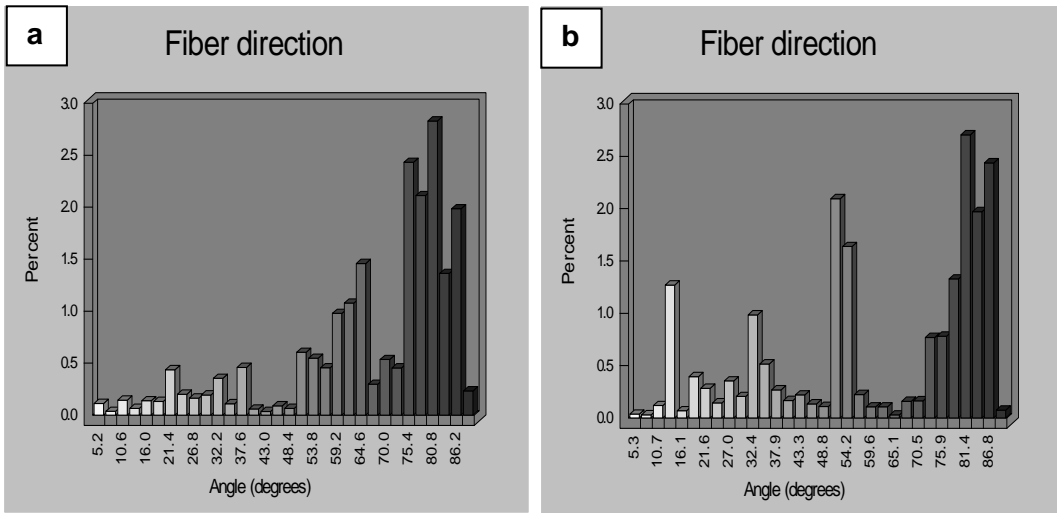 a
Fiber direction
3.0
2.5
2.0
1.5
1.0
0.5
0.0
Percent
5.2 10.6 16.0 21.4 26.8 32.2 37.6 43.0 48.4 53.8 59.2 64.6 70.0 75.4 80.8 86.2
Angle (degrees)
b
Fiber direction
3.0
2.5
2.0
1.5
1.0
0.5
0.0
Percent
5.3 10.7 16.1 21.6 27.0 32.4 37.9 43.3 48.8 54.2 59.6 65.1 70.5 75.9 81.4 86.8
Angle (degrees)